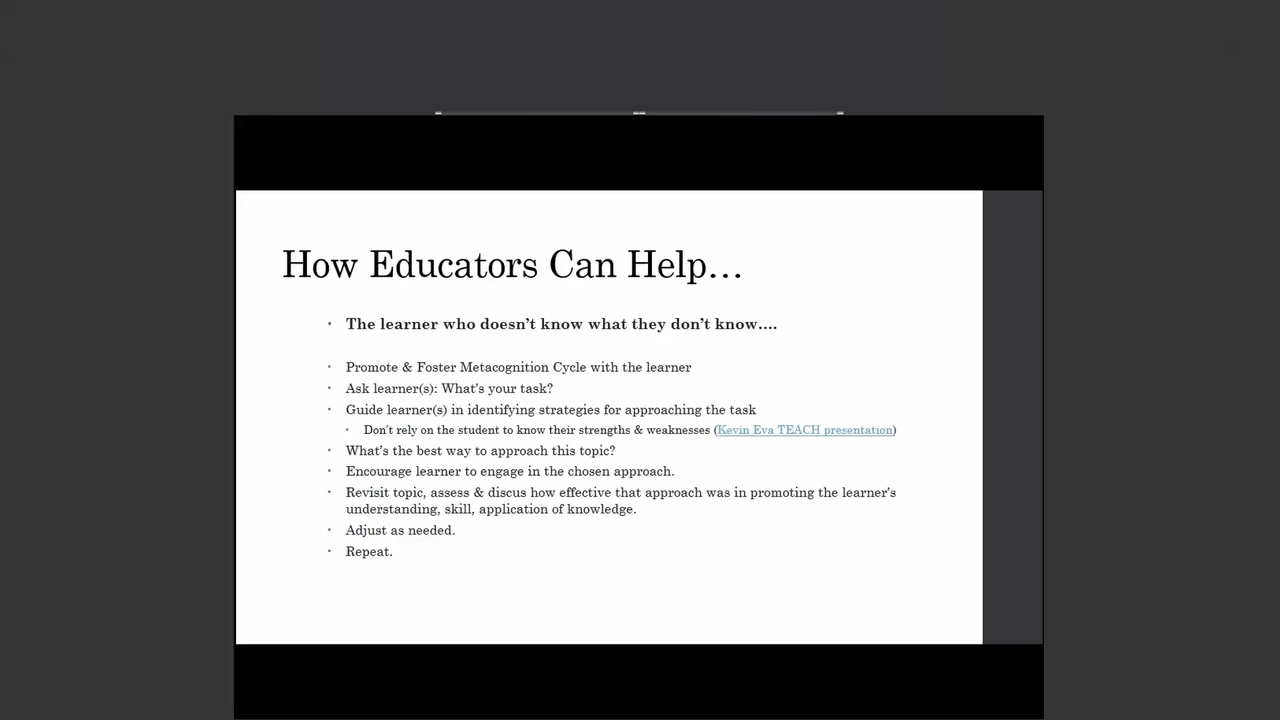 How Educators Can Help…
• The learner who doesn't know what they don't know….
• Promote & Foster Metacognition Cycle with the learner
• Ask learner(s): What's your task?
• Guide learner(s) in identifying strategies for approaching the task
• Don't rely on the student to know their strengths & weaknesses (Kevin Eva TEACH presentation)
• What's the best way to approach this topic?
• Encourage learner to engage in the chosen approach.
• Revisit topic, assess & discus how effective that approach was in promoting the learner's
understanding, skill, application of knowledge.
• Adjust as needed.
• Repeat.